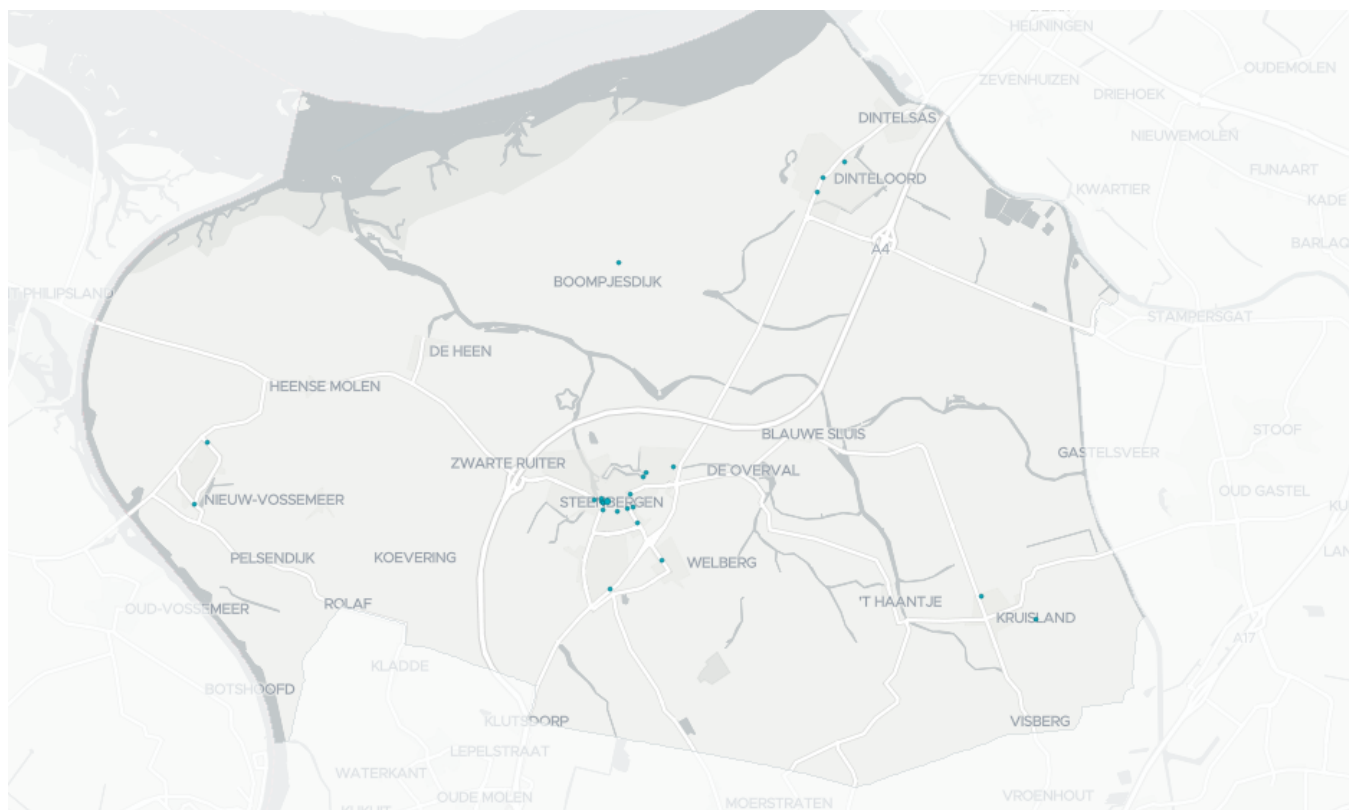 HEIJNINGEN
OUDEMOLEN
ZEVENHUIZEN
DRIEHOEK
DINTELSAS
NIEUWEMOLEN
FIJNAART
DINTELOORD
KWARTIER
KADE
A4
BARLAQ
BOOMPJESDIJK
NT-PHILIPSLAND
STAMPERSGAT
DE HEEN
HEENSE MOLEN
STOOF
BLAUWE SLUIS
GASTELSVEER
ZWARTE RUITER
DE OVERVAL
OUD GASTEL
NIEUW-VOSSEMEER
STEENBERGEN
PELSENDIJK
KOEVERING
WELBERG
'T HAANTJE
ROLAF
OUD-VOSSEMEER
KRUISLAND
A17
KLADDE
BOTSHOOFD
KLUTSDORP
VISBERG
LEPELSTRAAT
WATERKANT
OUDE MOLEN
MOERSTRATEN
VROENHOUT